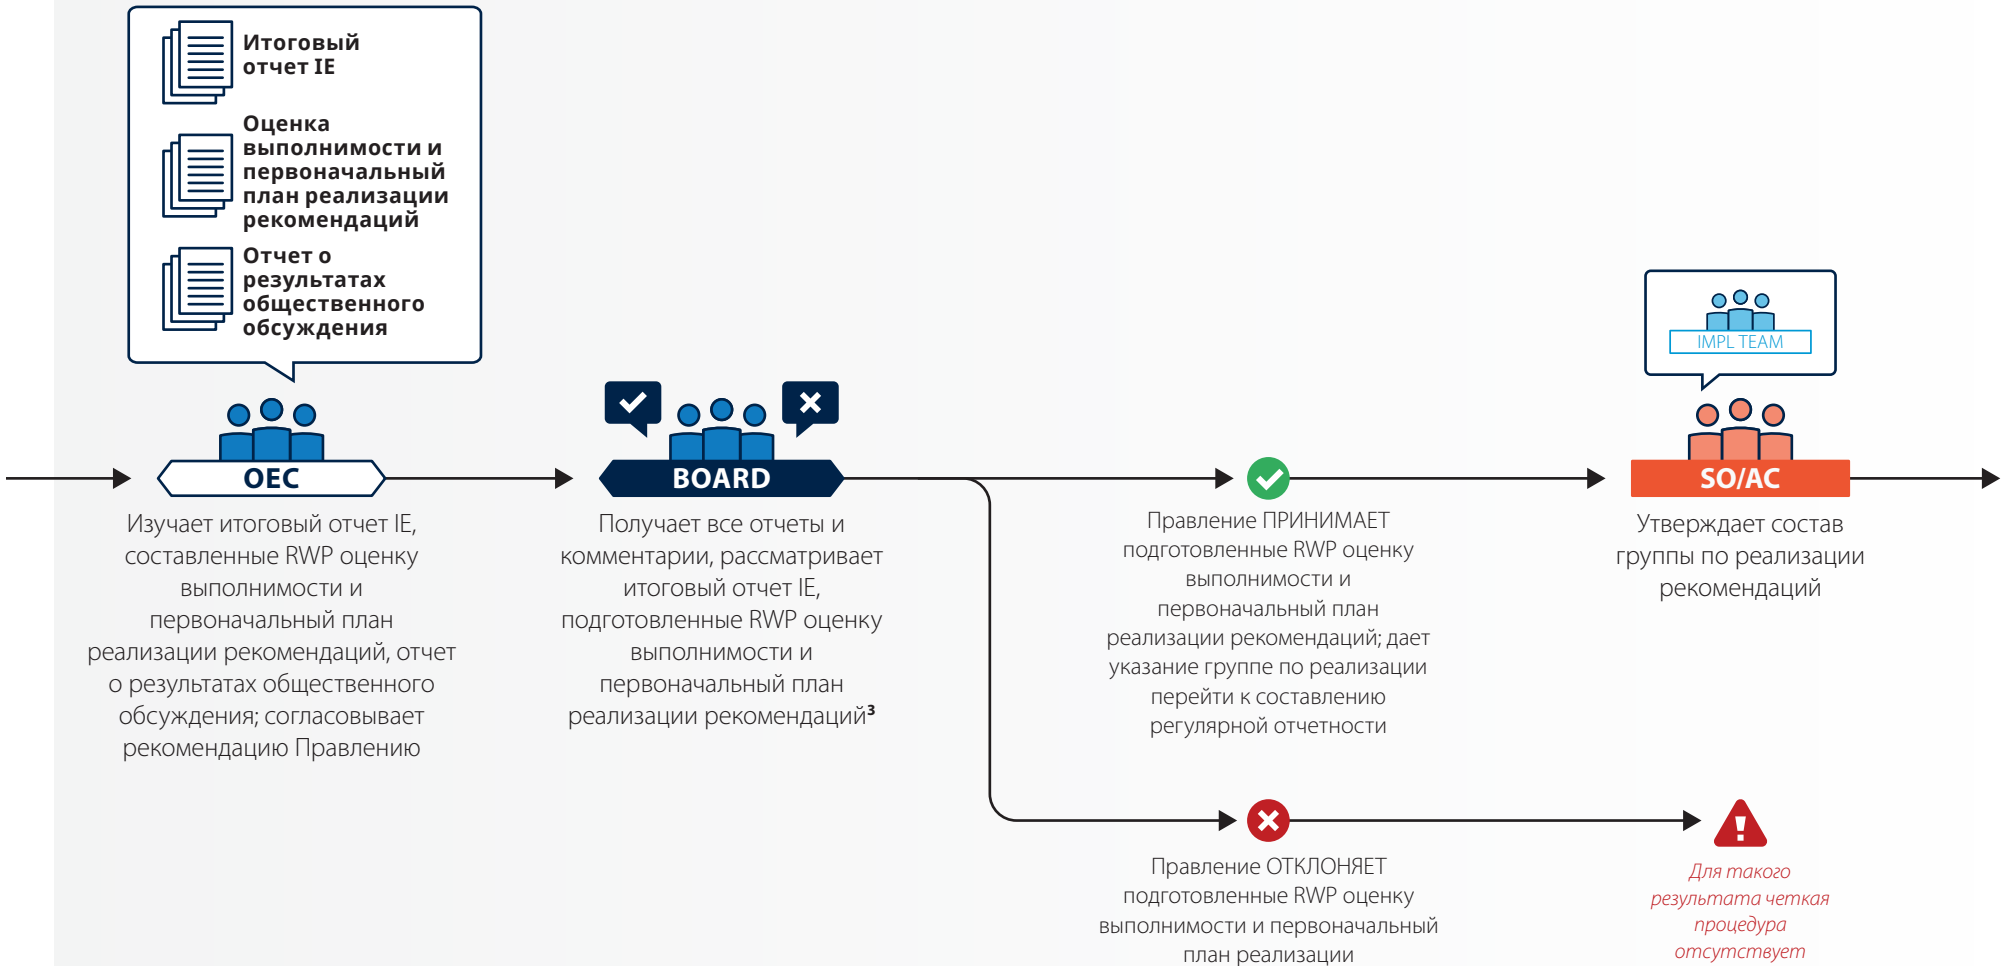 Итоговый
отчет IE
Оценка
выполнимости и
первоначальный
план реализации
рекомендаций
Отчет о
результатах
общественного
обсуждения
OEC
Изучает итоговый отчет IE,
составленные RWP оценку
выполнимости и
первоначальный план
реализации рекомендаций, отчет
о результатах общественного
обсуждения; согласовывает
рекомендацию Правлению
BOARD
Получает все отчеты и
комментарии, рассматривает
итоговый отчет IE,
подготовленные RWP оценку
выполнимости и
первоначальный план
реализации рекомендаций³
Правление ПРИНИМАЕТ
подготовленные RWP оценку
выполнимости и
первоначальный план
реализации рекомендаций; дает
указание группе по реализации
перейти к составлению
регулярной отчетности
IMPL TEAM
SO/AC
Утверждает состав
группы по реализации
рекомендаций
Правление ОТКЛОНЯЕТ
подготовленные RWP оценку
выполнимости и первоначальный
план реализации
Для такого
результата четкая
процедура
отсутствует